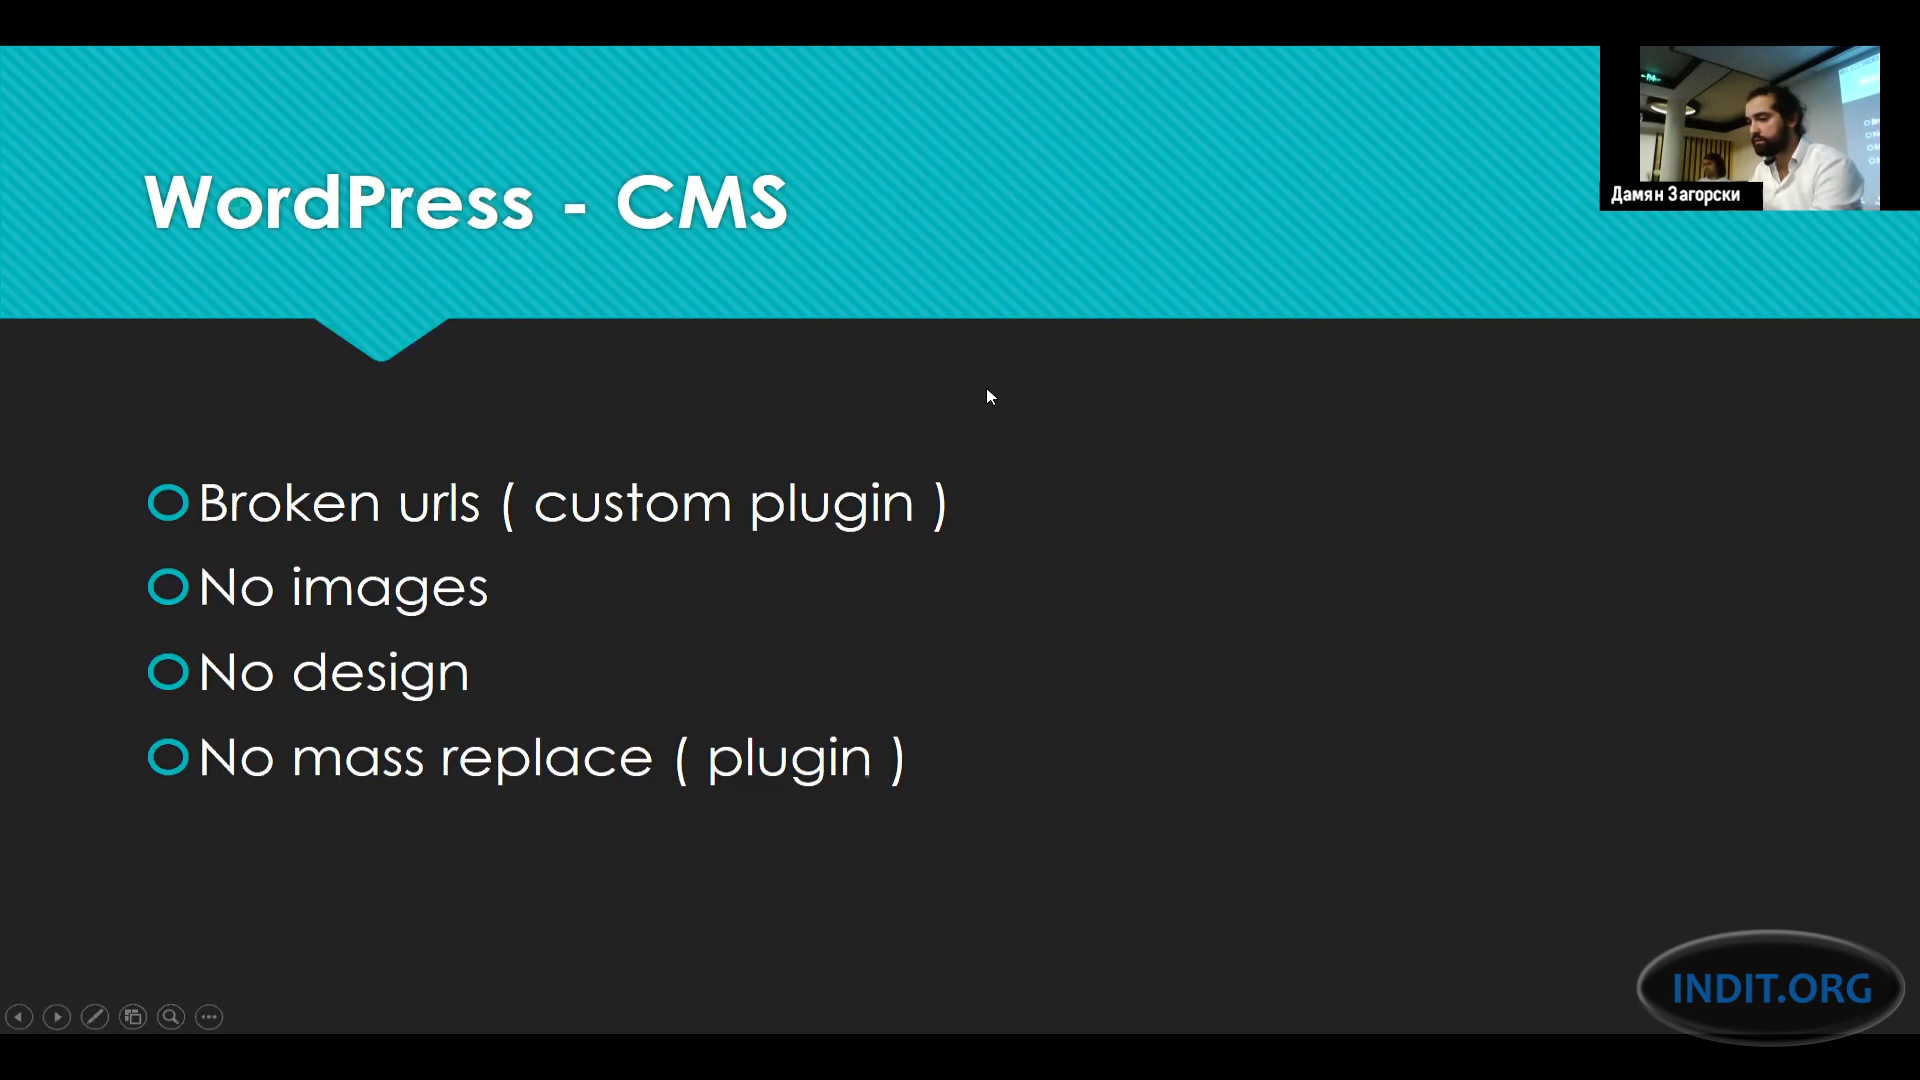 WordPress - CMS
Дамян Загорски
Broken urls ( custom plugin )
No images
No design
No mass replace ( plugin )
INDIT.ORG